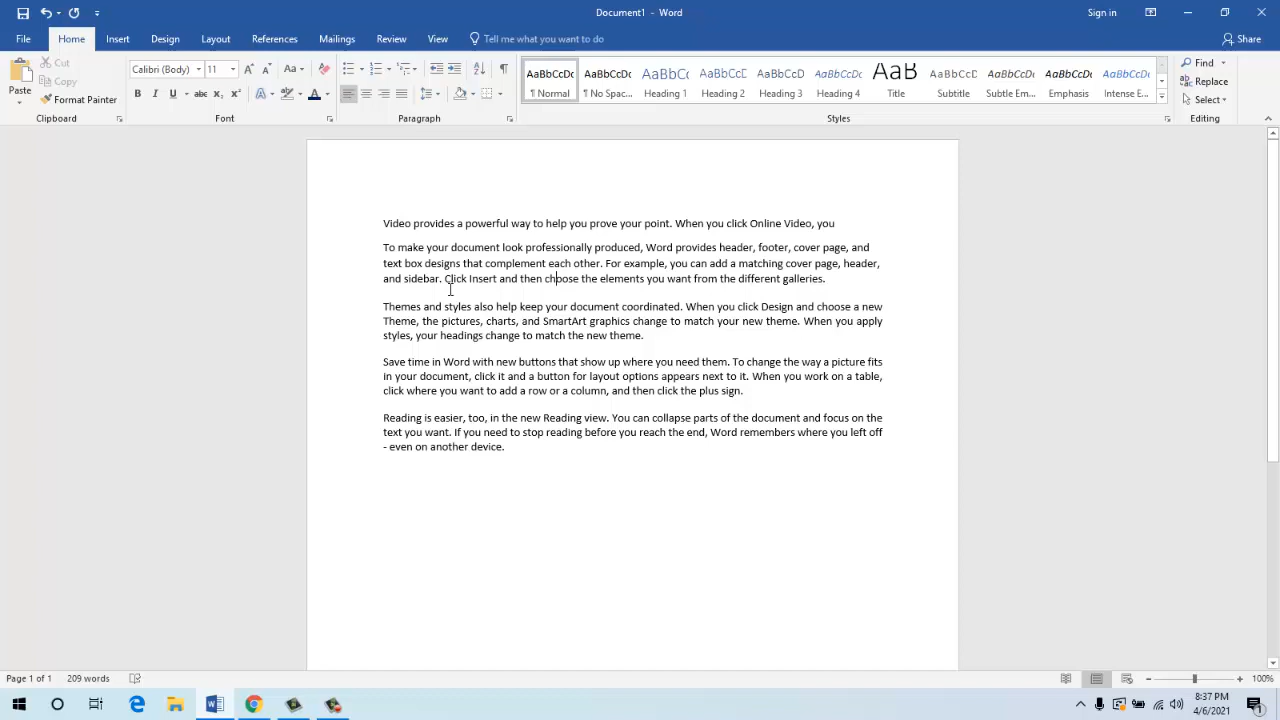 Document1 - Word
Sign in
File Home Insert Design Layout References Mailings Review View Tell me what you want to do Share
Paste
Cut
Copy
Format Painter
Clipboard
Calibri (Body) 11
Aa
B I U abc X₂ X²
A
Font
Paragraph
AaBbCcDc AaBbCcDc AaBbCc AaBbCcD AaBbCcD AaBbCcDc AaB AaBbCcD AaBbCcDc AaBbCcDc AaBbCcDc
¶ Normal ¶ No Spac... Heading 1 Heading 2 Heading 3 Heading 4 Title Subtitle Subtle Em... Emphasis Intense E...
Styles
Find
Replace
Select
Editing
Video provides a powerful way to help you prove your point. When you click Online Video, you
To make your document look professionally produced, Word provides header, footer, cover page, and
text box designs that complement each other. For example, you can add a matching cover page, header,
and sidebar. Click Insert and then choose the elements you want from the different galleries.
Themes and styles also help keep your document coordinated. When you click Design and choose a new
Theme, the pictures, charts, and SmartArt graphics change to match your new theme. When you apply
styles, your headings change to match the new theme.
Save time in Word with new buttons that show up where you need them. To change the way a picture fits
in your document, click it and a button for layout options appears next to it. When you work on a table,
click where you want to add a row or a column, and then click the plus sign.
Reading is easier, too, in the new Reading view. You can collapse parts of the document and focus on the
text you want. If you need to stop reading before you reach the end, Word remembers where you left off
- even on another device.
Page 1 of 1 209 words 100%
8:37 PM
4/6/2021